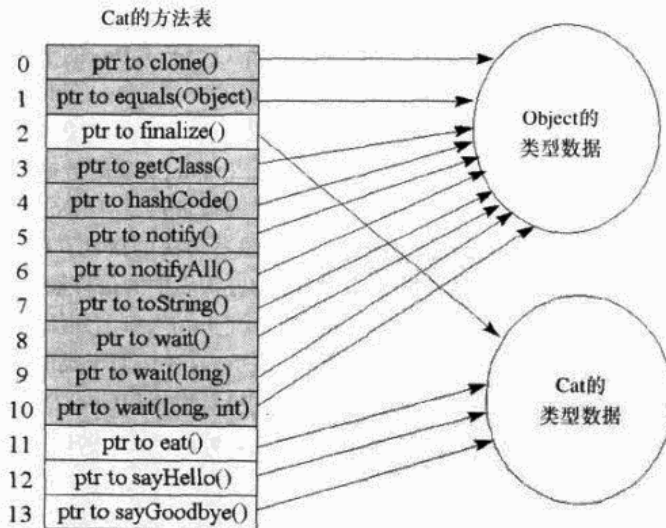 Cat的方法表
0 ptr to clone()
1 ptr to equals(Object)
2 ptr to finalize()
3 ptr to getClass()
4 ptr to hashCode()
5 ptr to notify()
6 ptr to notifyAll()
7 ptr to toString()
8 ptr to wait()
9 ptr to wait(long)
10 ptr to wait(long, int)
11 ptr to eat()
12 ptr to sayHello()
13 ptr to sayGoodbye()
Object的
类型数据
Cat的
类型数据